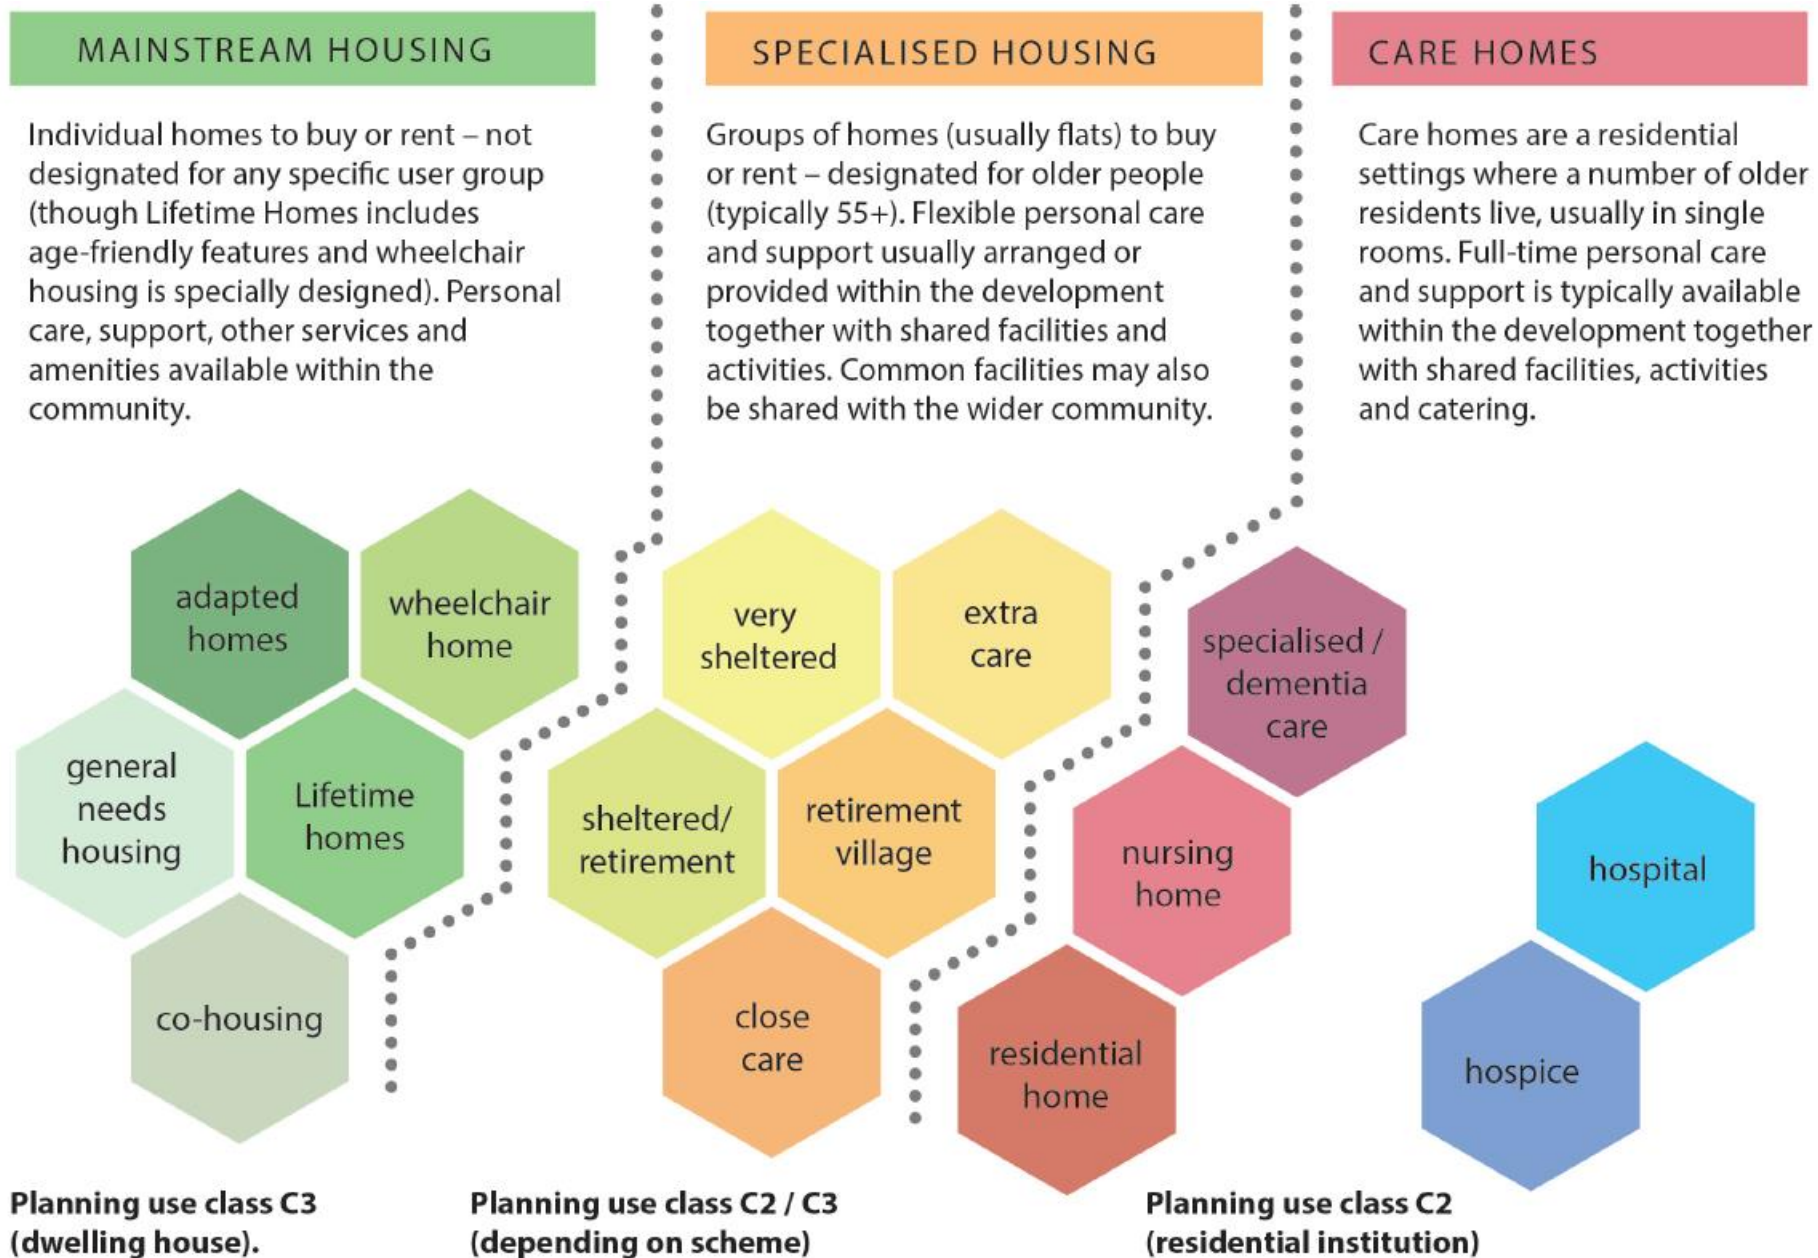 MAINSTREAM HOUSING
Individual homes to buy or rent – not
designated for any specific user group
(though Lifetime Homes includes
age-friendly features and wheelchair
housing is specially designed). Personal
care, support, other services and
amenities available within the
community.
SPECIALISED HOUSING
Groups of homes (usually flats) to buy
or rent – designated for older people
(typically 55+). Flexible personal care
and support usually arranged or
provided within the development
together with shared facilities and
activities. Common facilities may also
be shared with the wider community.
CARE HOMES
Care homes are a residential
settings where a number of older
residents live, usually in single
rooms. Full-time personal care
and support is typically available
within the development together
with shared facilities, activities
and catering.
adapted
homes
wheelchair
home
general
needs
housing
Lifetime
homes
co-housing
very
sheltered
extra
care
sheltered/
retirement
retirement
village
close
care
specialised /
dementia
care
nursing
home
residential
home
hospital
hospice
Planning use class C3
(dwelling house).
Planning use class C2 / C3
(depending on scheme)
Planning use class C2
(residential institution)